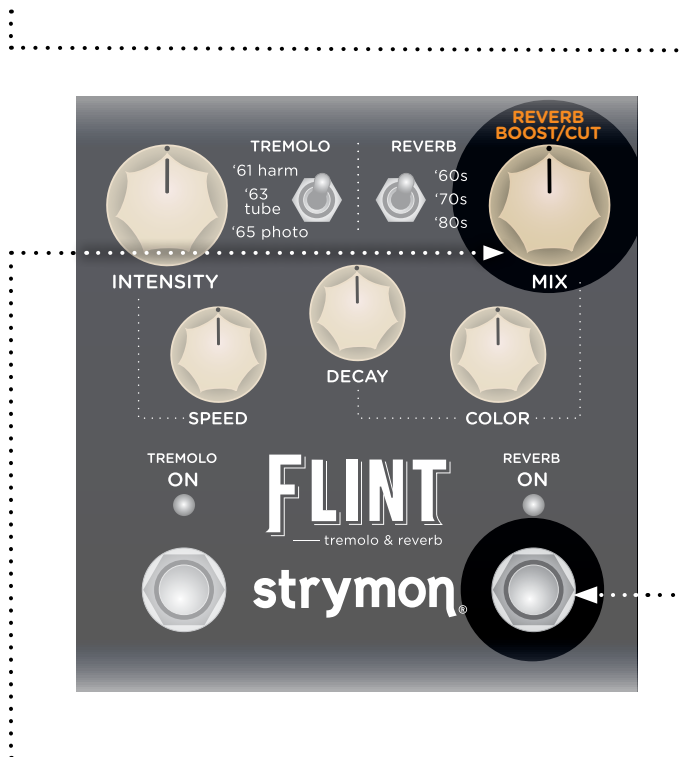 REVERB
BOOST/CUT
TREMOLO
REVERB
‘61 harm
‘63
tube
‘65 photo
‘60s
‘70s
‘80s
INTENSITY
MIX
DECAY
SPEED
COLOR
TREMOLO
ON
REVERB
ON
FLINT
tremolo & reverb
strymon®